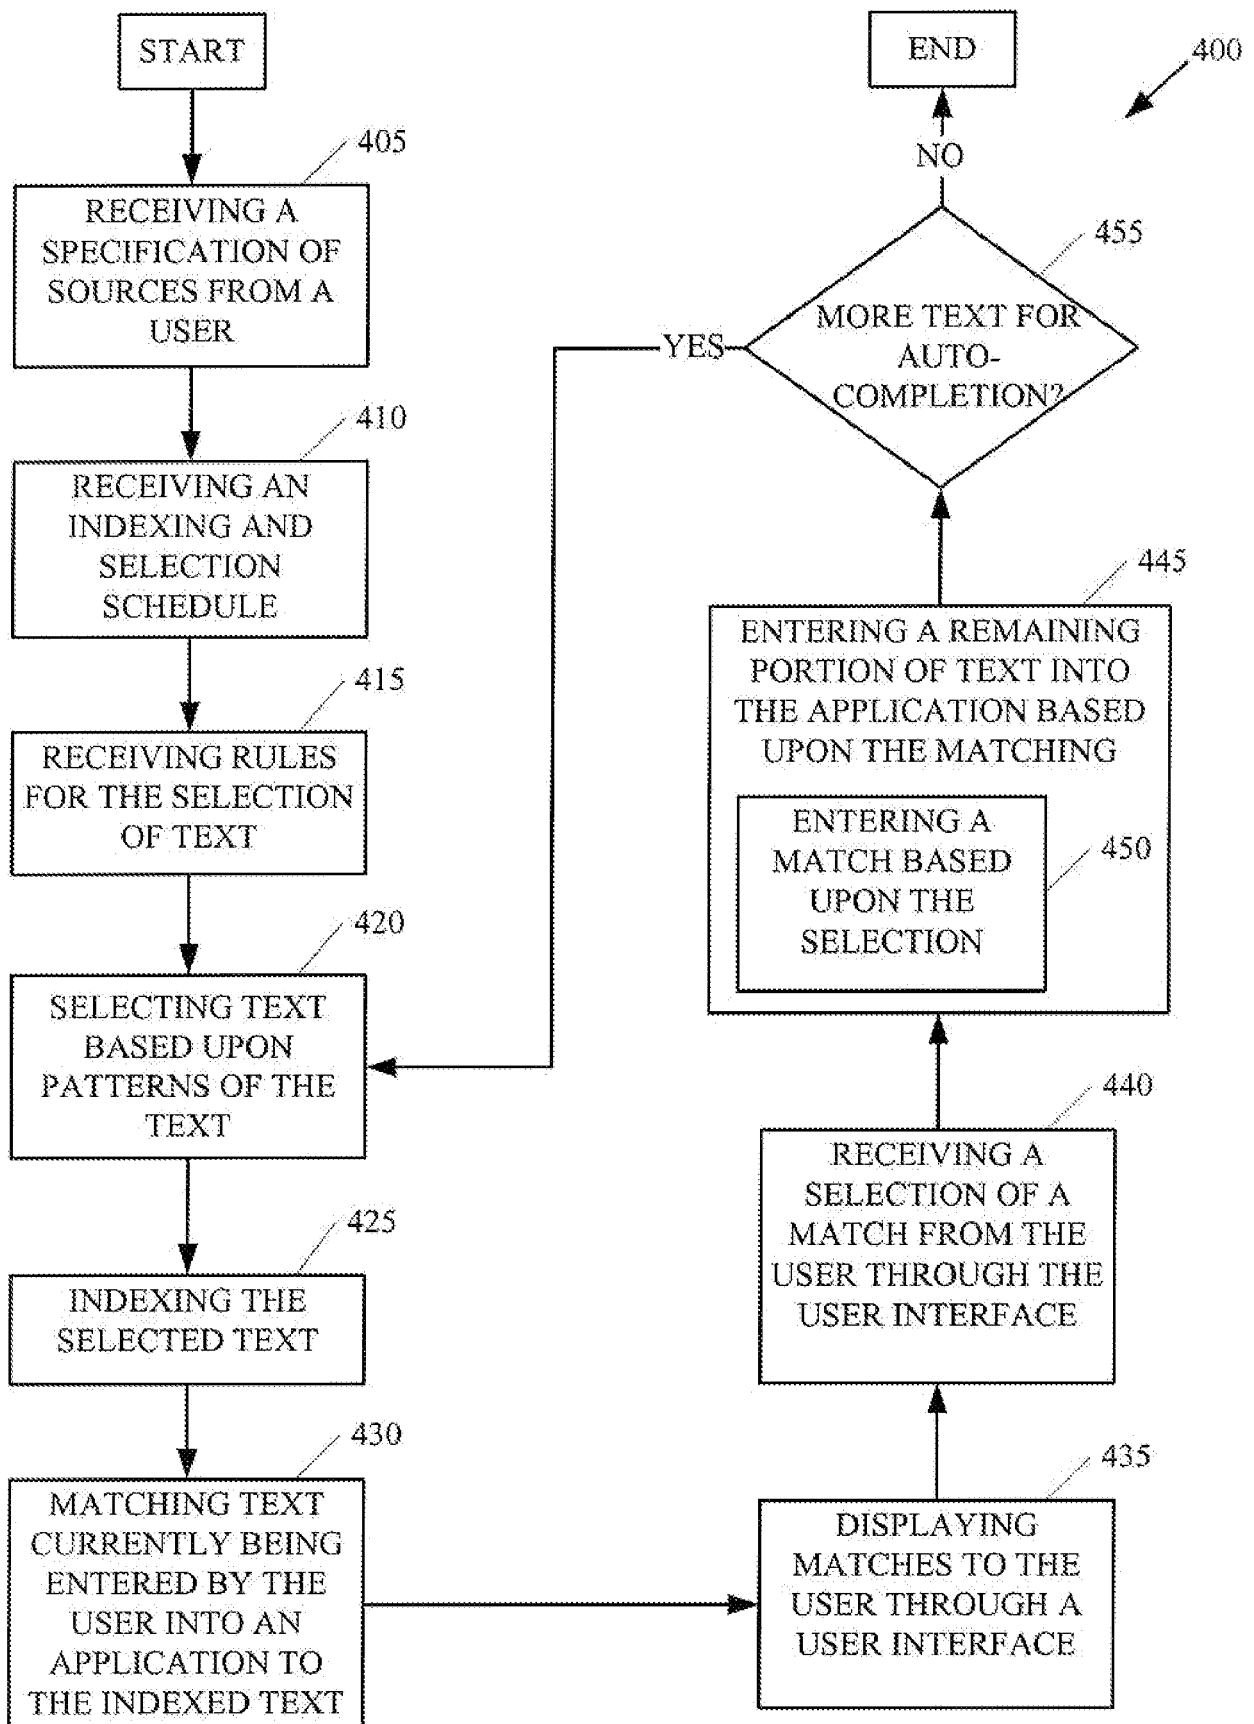 START
405
RECEIVING A
SPECIFICATION OF
SOURCES FROM A
USER
410
RECEIVING AN
INDEXING AND
SELECTION
SCHEDULE
415
RECEIVING RULES
FOR THE SELECTION
OF TEXT
420
SELECTING TEXT
BASED UPON
PATTERNS OF THE
TEXT
425
INDEXING THE
SELECTED TEXT
430
MATCHING TEXT
CURRENTLY BEING
ENTERED BY THE
USER INTO AN
APPLICATION TO
THE INDEXED TEXT
435
DISPLAYING
MATCHES TO THE
USER THROUGH A
USER INTERFACE
440
RECEIVING A
SELECTION OF A
MATCH FROM THE
USER THROUGH THE
USER INTERFACE
445
ENTERING A REMAINING
PORTION OF TEXT INTO
THE APPLICATION BASED
UPON THE MATCHING
450
ENTERING A
MATCH BASED
UPON THE
SELECTION
455
MORE TEXT FOR
AUTO-
COMPLETION?
YES
NO
END
400